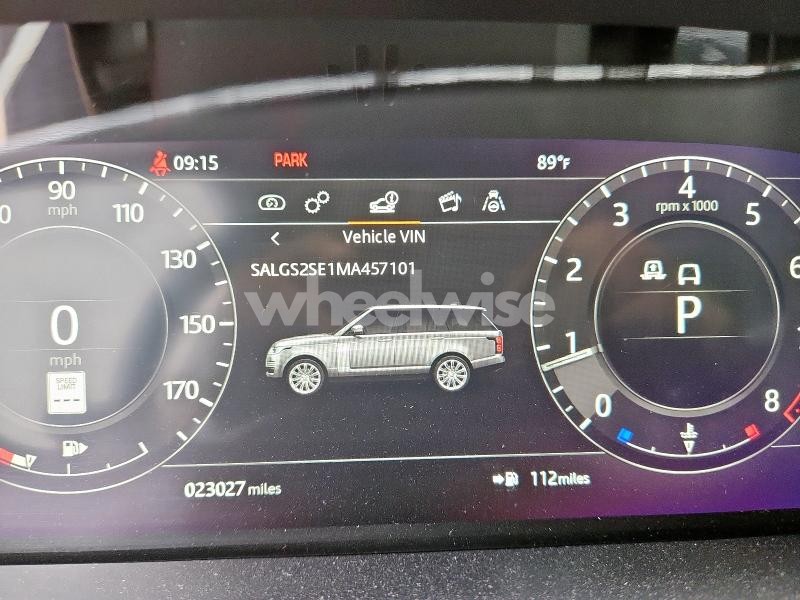 09:15 PARK 89°F
90
mph
110
130
150
170
0
mph
SPEED
LIMIT
---
Vehicle VIN
SALGS2SE1MA457101
wheelwise
4
rpm x 1000
3
5
2
6
1
0
8
P
023027 miles
112miles